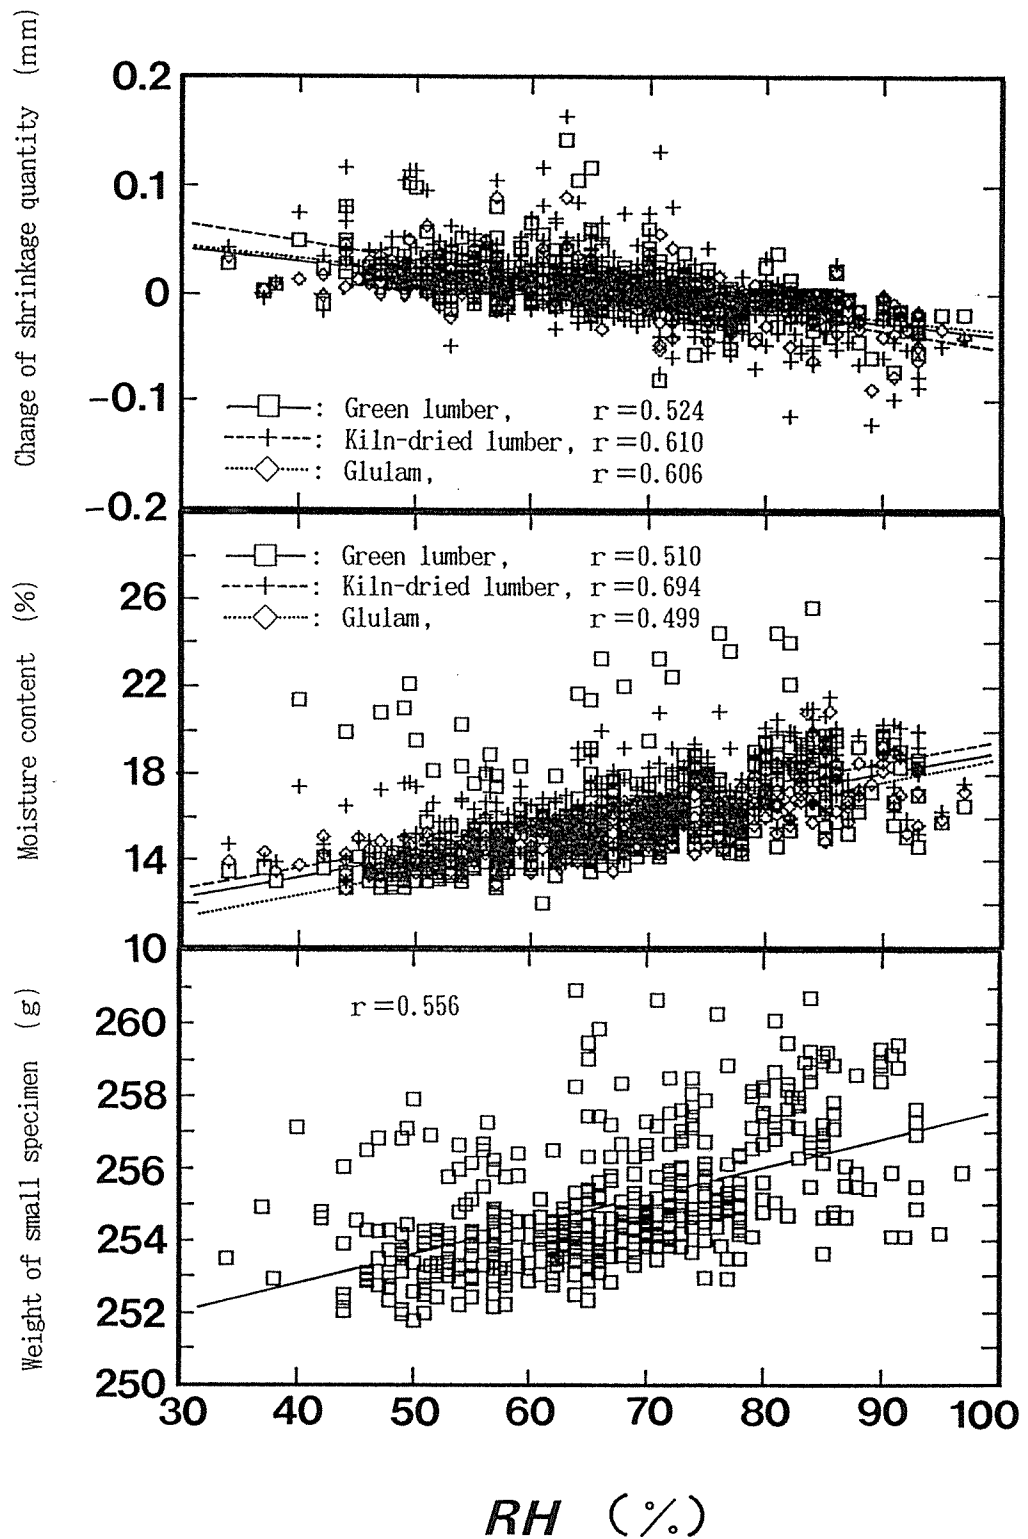 Change of shrinkage quantity (mm)
0.2
0.1
0
−0.1
−0.2
: Green lumber, r=0.524
: Kiln-dried lumber, r=0.610
: Glulam, r=0.606
Moisture content (%)
26
22
18
14
10
: Green lumber, r=0.510
: Kiln-dried lumber, r=0.694
: Glulam, r=0.499
Weight of small specimen (g)
260
258
256
254
252
250
r=0.556
30 40 50 60 70 80 90 100
RH (%)